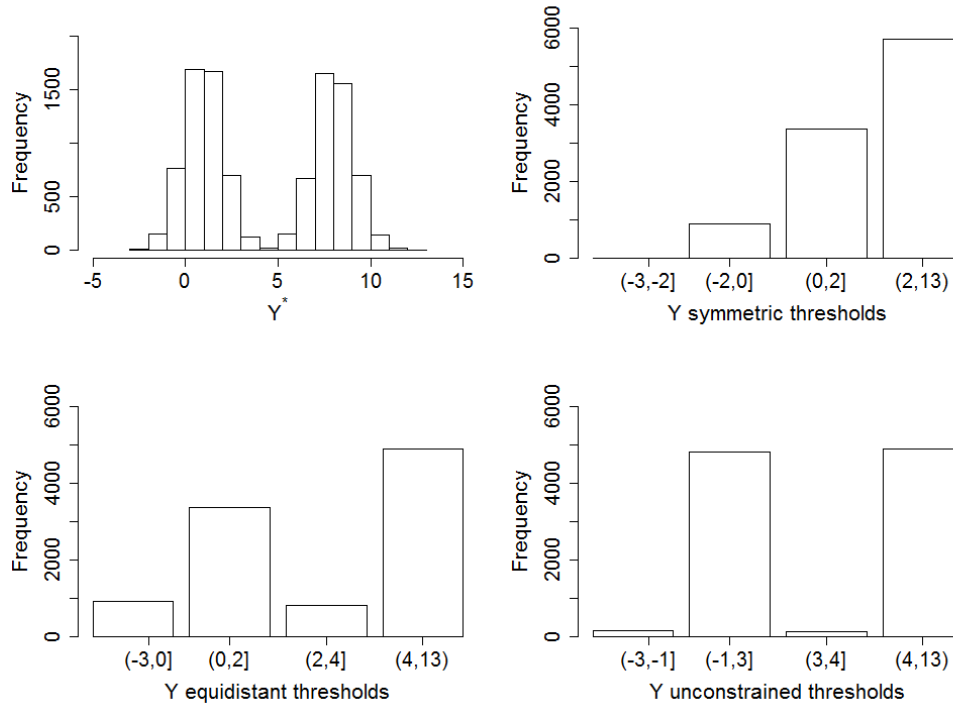 Frequency
1500
500
0
-5 0 5 10 15
Y*
Frequency
6000
4000
2000
0
(-3,-2] (-2,0] (0,2] (2,13)
Y symmetric thresholds
Frequency
6000
4000
2000
0
(-3,0] (0,2] (2,4] (4,13)
Y equidistant thresholds
Frequency
6000
4000
2000
0
(-3,-1] (-1,3] (3,4] (4,13)
Y unconstrained thresholds